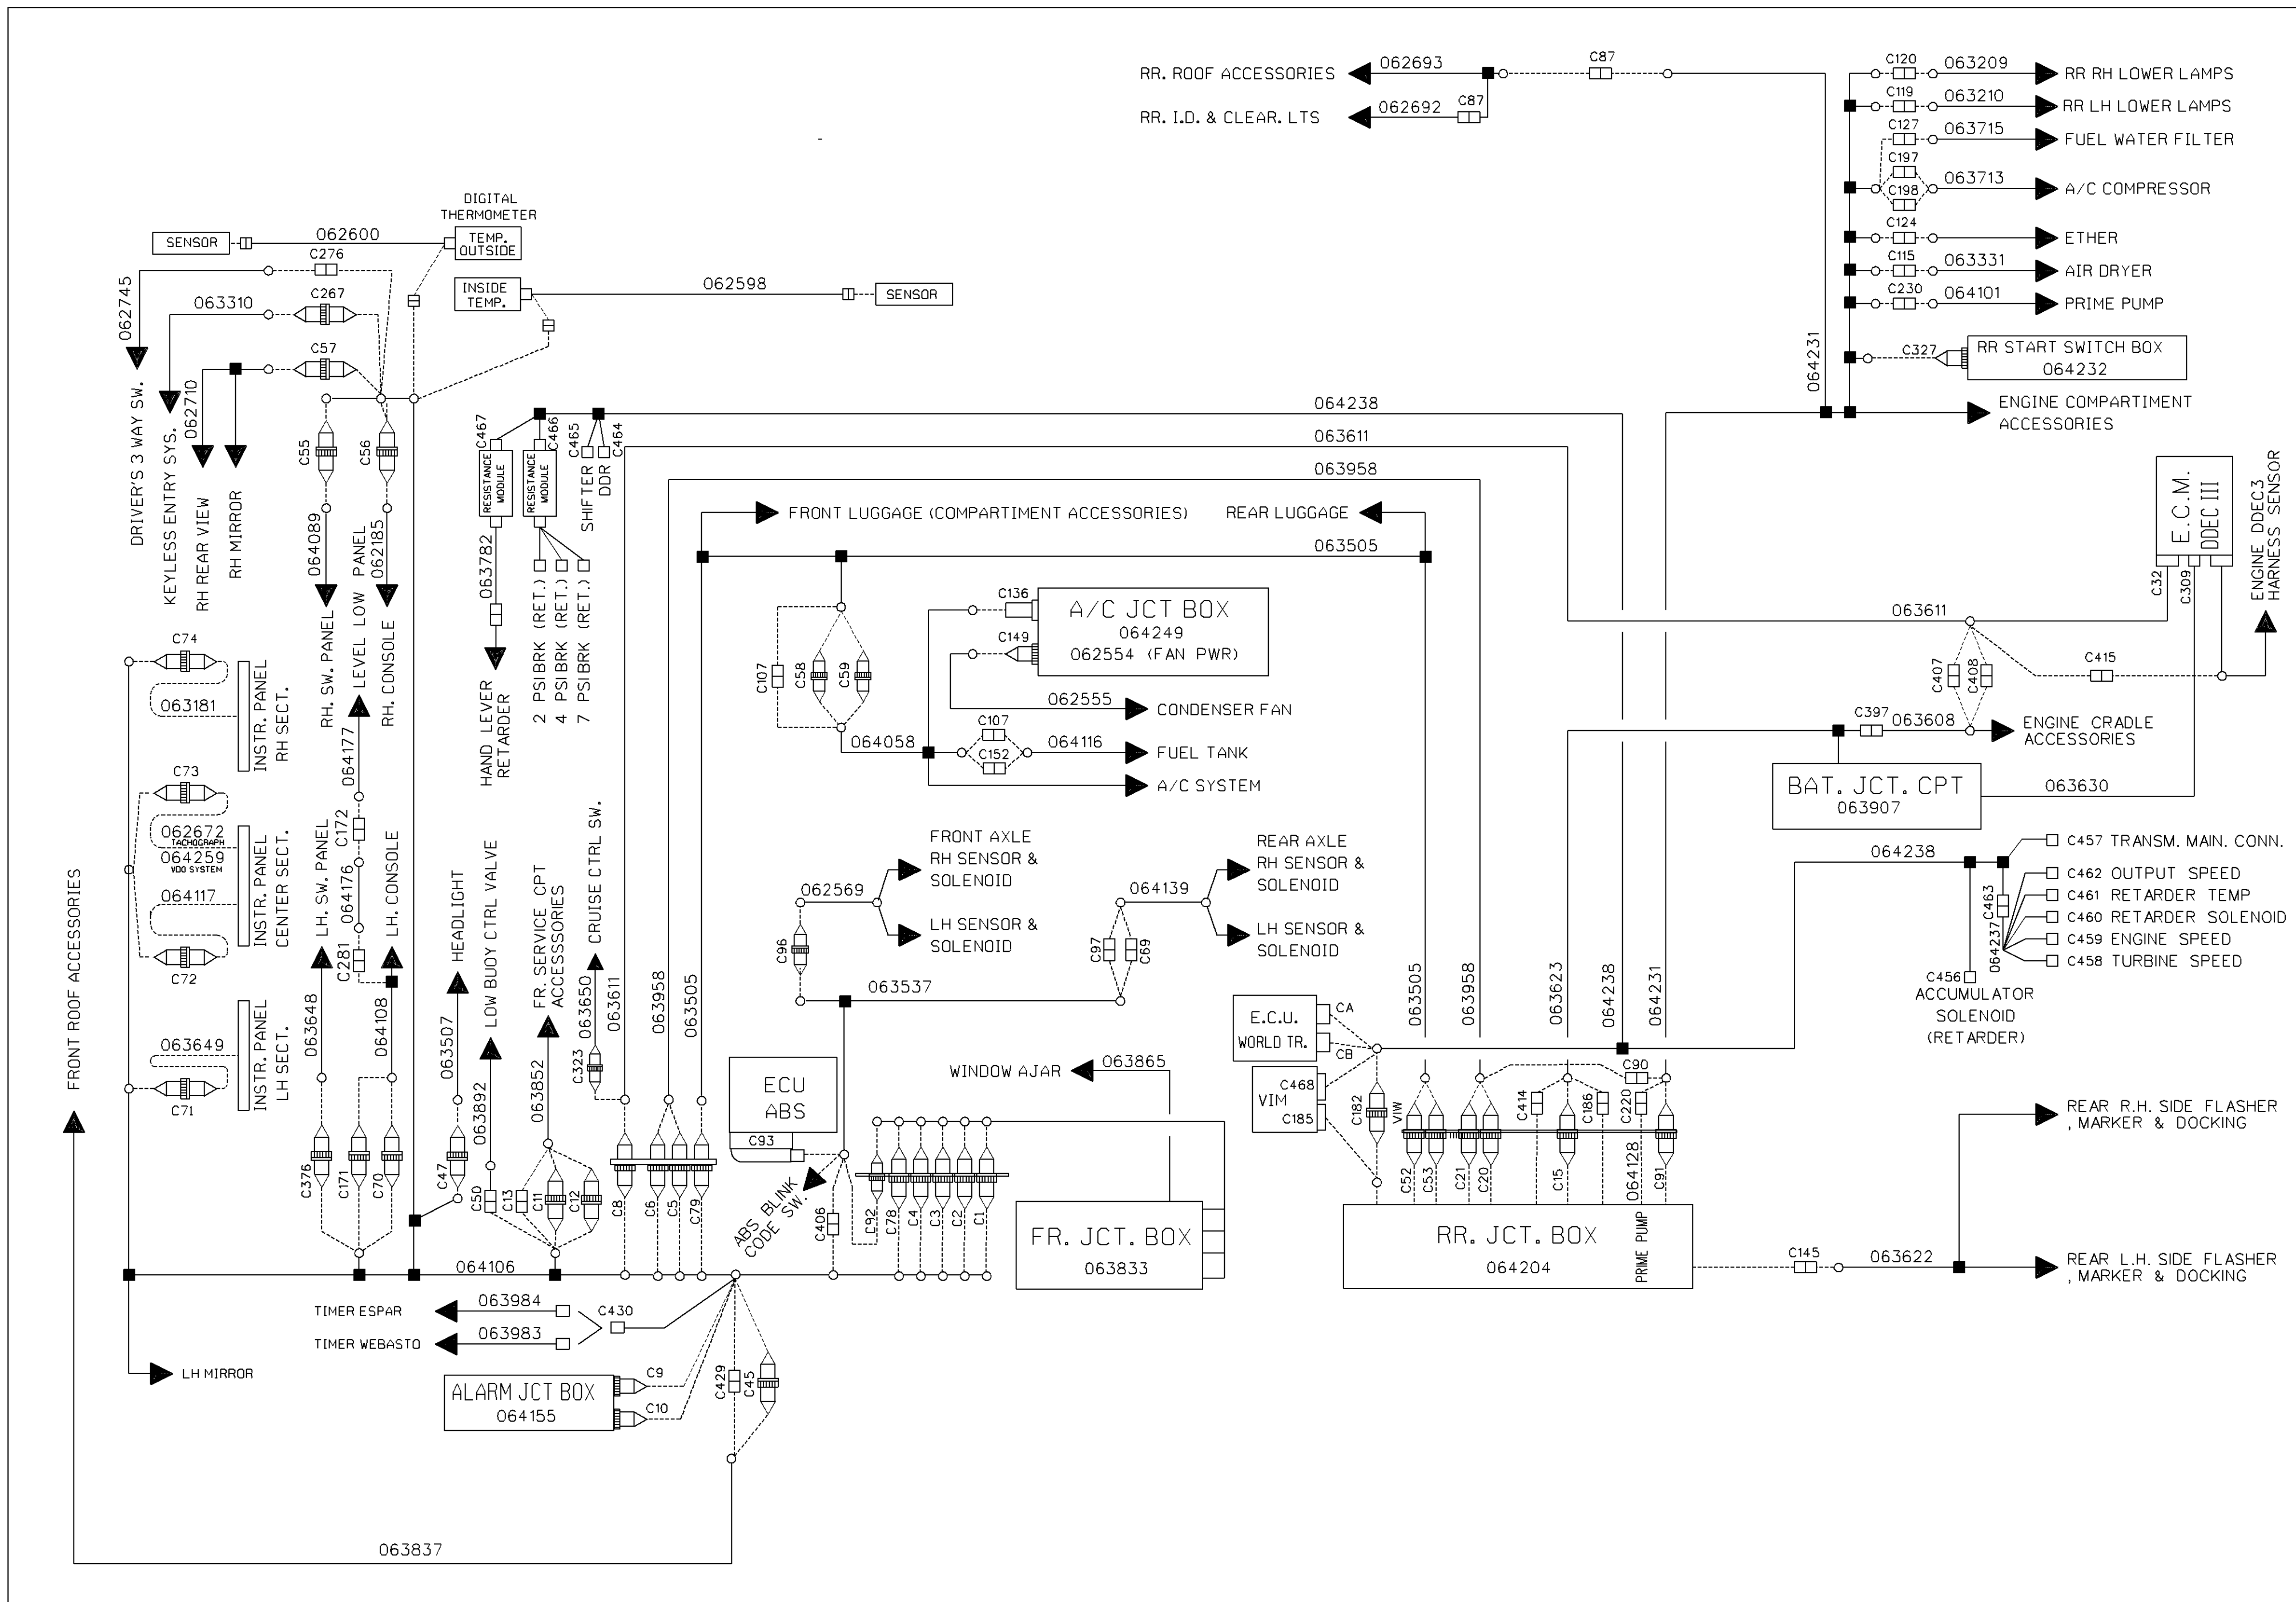 RR. ROOF ACCESSORIES
062693
C87
RR. I.D. & CLEAR. LTS
062692
C87
C120
063209
RR RH LOWER LAMPS
C119
063210
RR LH LOWER LAMPS
C127
063715
FUEL WATER FILTER
C197
C198
063713
A/C COMPRESSOR
C124
ETHER
C115
063331
AIR DRYER
C230
064101
PRIME PUMP
C327
RR START SWITCH BOX
064232
064231
ENGINE COMPARTIMENT
ACCESSORIES
DIGITAL
THERMOMETER
SENSOR
062600
TEMP.
OUTSIDE
C276
INSIDE
TEMP.
062598
SENSOR
062745
063310
C267
C57
062710
DRIVER'S 3 WAY SW.
KEYLESS ENTRY SYS.
RH REAR VIEW
RH MIRROR
C55
C56
064089
062185
RH. SW. PANEL
LEVEL LOW PANEL
RH. CONSOLE
C467
C466
C465
C464
RESISTANCE
MODULE
RESISTANCE
MODULE
SHIFTER
DDR
063782
HAND LEVER
RETARDER
2 PSI BRK (RET.)
4 PSI BRK (RET.)
7 PSI BRK (RET.)
064238
063611
063958
FRONT LUGGAGE (COMPARTIMENT ACCESSORIES)
REAR LUGGAGE
063505
C107
C58
C59
C136
C149
A/C JCT BOX
064249
062554 (FAN PWR)
062555
CONDENSER FAN
064058
C107
C152
064116
FUEL TANK
A/C SYSTEM
E.C.M.
DDEC III
C32
C309
ENGINE DDEC3
HARNESS SENSOR
063611
C407
C408
C415
C397
063608
ENGINE CRADLE
ACCESSORIES
BAT. JCT. CPT
063907
063630
C74
063181
INSTR. PANEL
RH SECT.
C73
062672
TACHOGRAPH
064259
VDO SYSTEM
064117
C72
INSTR. PANEL
CENTER SECT.
063649
C71
INSTR. PANEL
LH SECT.
FRONT ROOF ACCESSORIES
064177
C172
064176
C281
LH. SW. PANEL
LH. CONSOLE
063648
064108
C376
C171
C70
HEADLIGHT
063507
C47
LOW BUOY CTRL VALVE
063892
C50
FR. SERVICE CPT
ACCESSSORIES
063852
C13
C11
C12
CRUISE CTRL SW.
063650
C323
063611
063958
063505
C8
C6
C5
C79
FRONT AXLE
RH SENSOR &
SOLENOID
062569
LH SENSOR &
SOLENOID
C96
REAR AXLE
RH SENSOR &
SOLENOID
064139
LH SENSOR &
SOLENOID
C97
C69
063537
ECU
ABS
C93
ABS BLINK
CODE SW.
C406
C92
C78
C4
C3
C2
C1
WINDOW AJAR
063865
FR. JCT. BOX
063833
E.C.U.
WORLD TR.
CA
CB
C468
VIM
C185
C182
VIW
063505
063958
063623
064238
064231
C90
C52
C53
C21
C20
C414
C15
C186
C220
064128
C91
RR. JCT. BOX
064204
PRIME PUMP
064238
C463
064237
C457 TRANSM. MAIN. CONN.
C462 OUTPUT SPEED
C461 RETARDER TEMP
C460 RETARDER SOLENOID
C459 ENGINE SPEED
C458 TURBINE SPEED
C456
ACCUMULATOR
SOLENOID
(RETARDER)
C145
063622
REAR R.H. SIDE FLASHER
, MARKER & DOCKING
REAR L.H. SIDE FLASHER
, MARKER & DOCKING
064106
TIMER ESPAR
063984
C430
TIMER WEBASTO
063983
LH MIRROR
ALARM JCT BOX
064155
C9
C10
C429
C45
063837